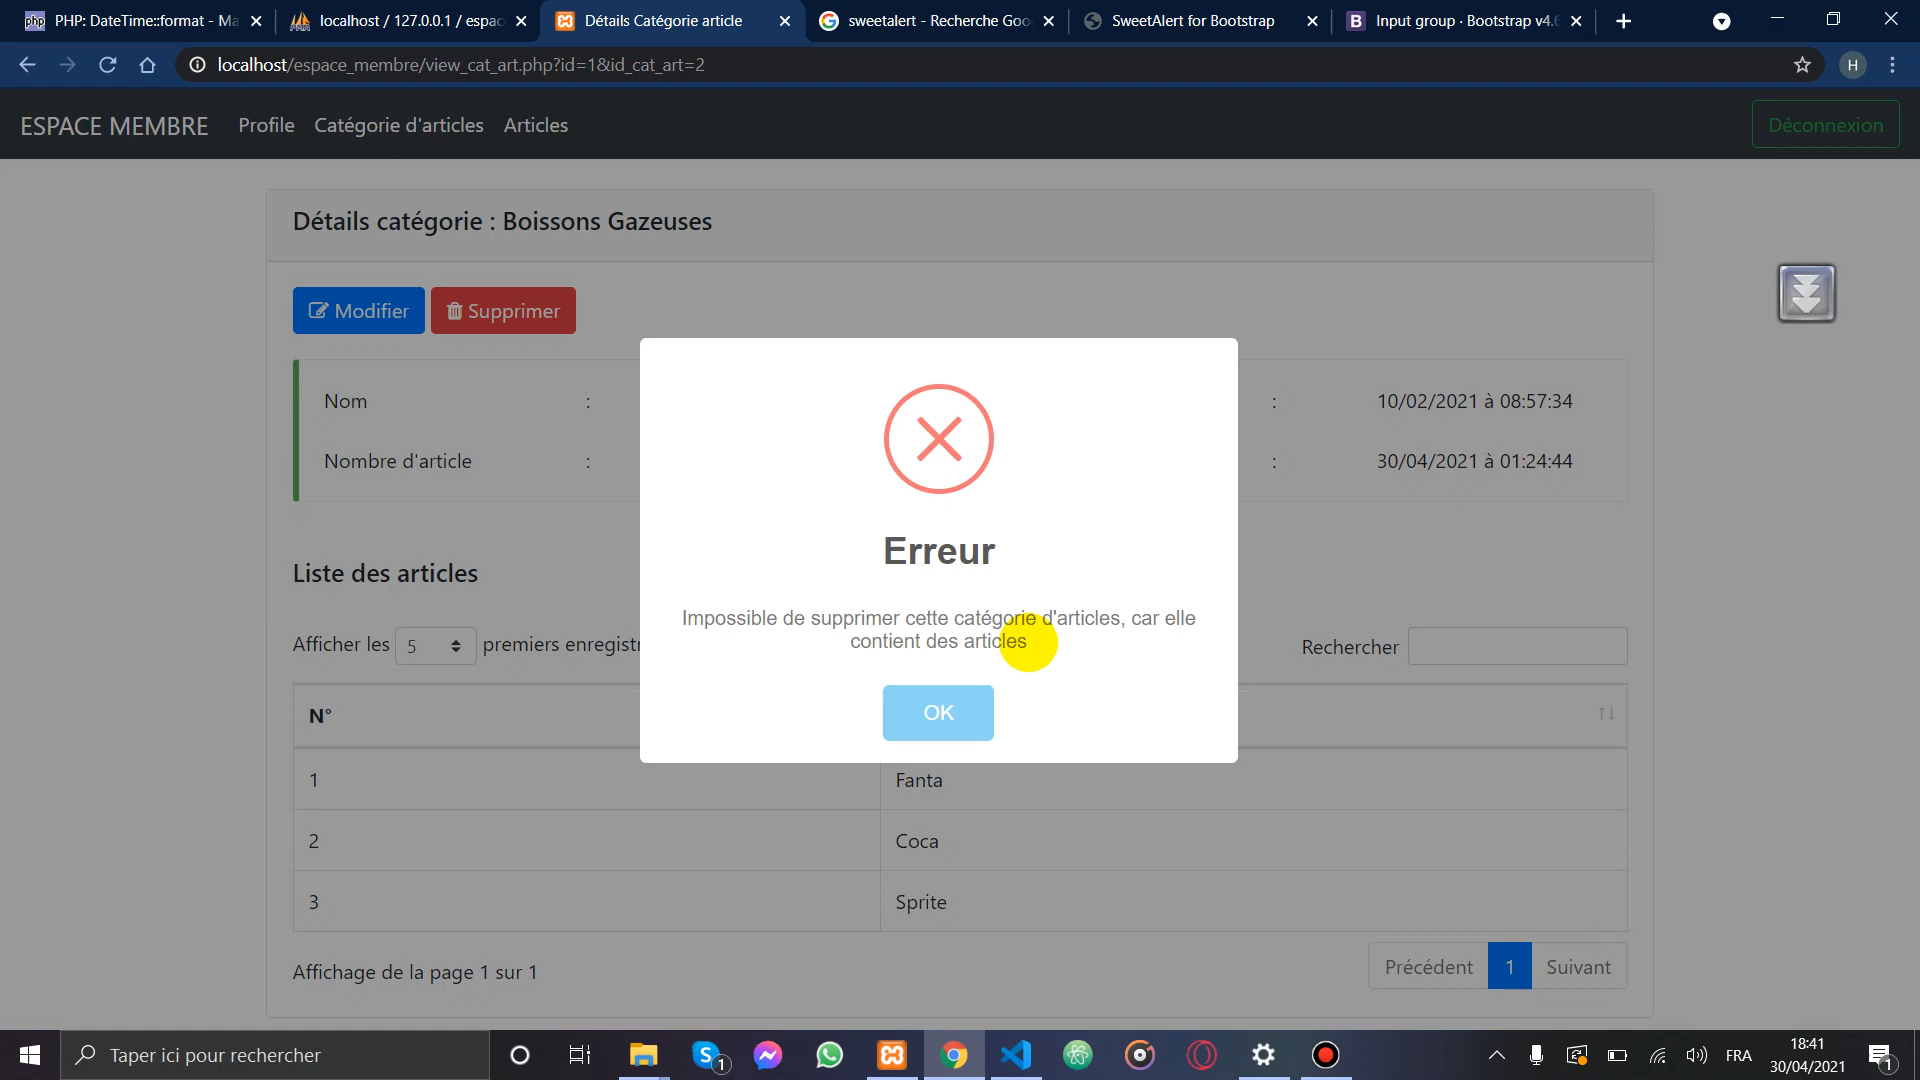 PHP: DateTime::format - Ma
localhost / 127.0.0.1 / espac
Détails Catégorie article
sweetalert - Recherche Goo
SweetAlert for Bootstrap
Input group · Bootstrap v4.6
localhost/espace_membre/view_cat_art.php?id=1&id_cat_art=2
H
ESPACE MEMBRE Profile Catégorie d'articles Articles Déconnexion
Détails catégorie : Boissons Gazeuses
Modifier Supprimer
Nom : : 10/02/2021 à 08:57:34
Nombre d'article : : 30/04/2021 à 01:24:44
Erreur
Impossible de supprimer cette catégorie d'articles, car elle
contient des articles
OK
Liste des articles
Afficher les 5 premiers enregistr Rechercher
N°
1 Fanta
2 Coca
3 Sprite
Affichage de la page 1 sur 1
Précédent 1 Suivant
Taper ici pour rechercher
1
FRA
18:41
30/04/2021
1